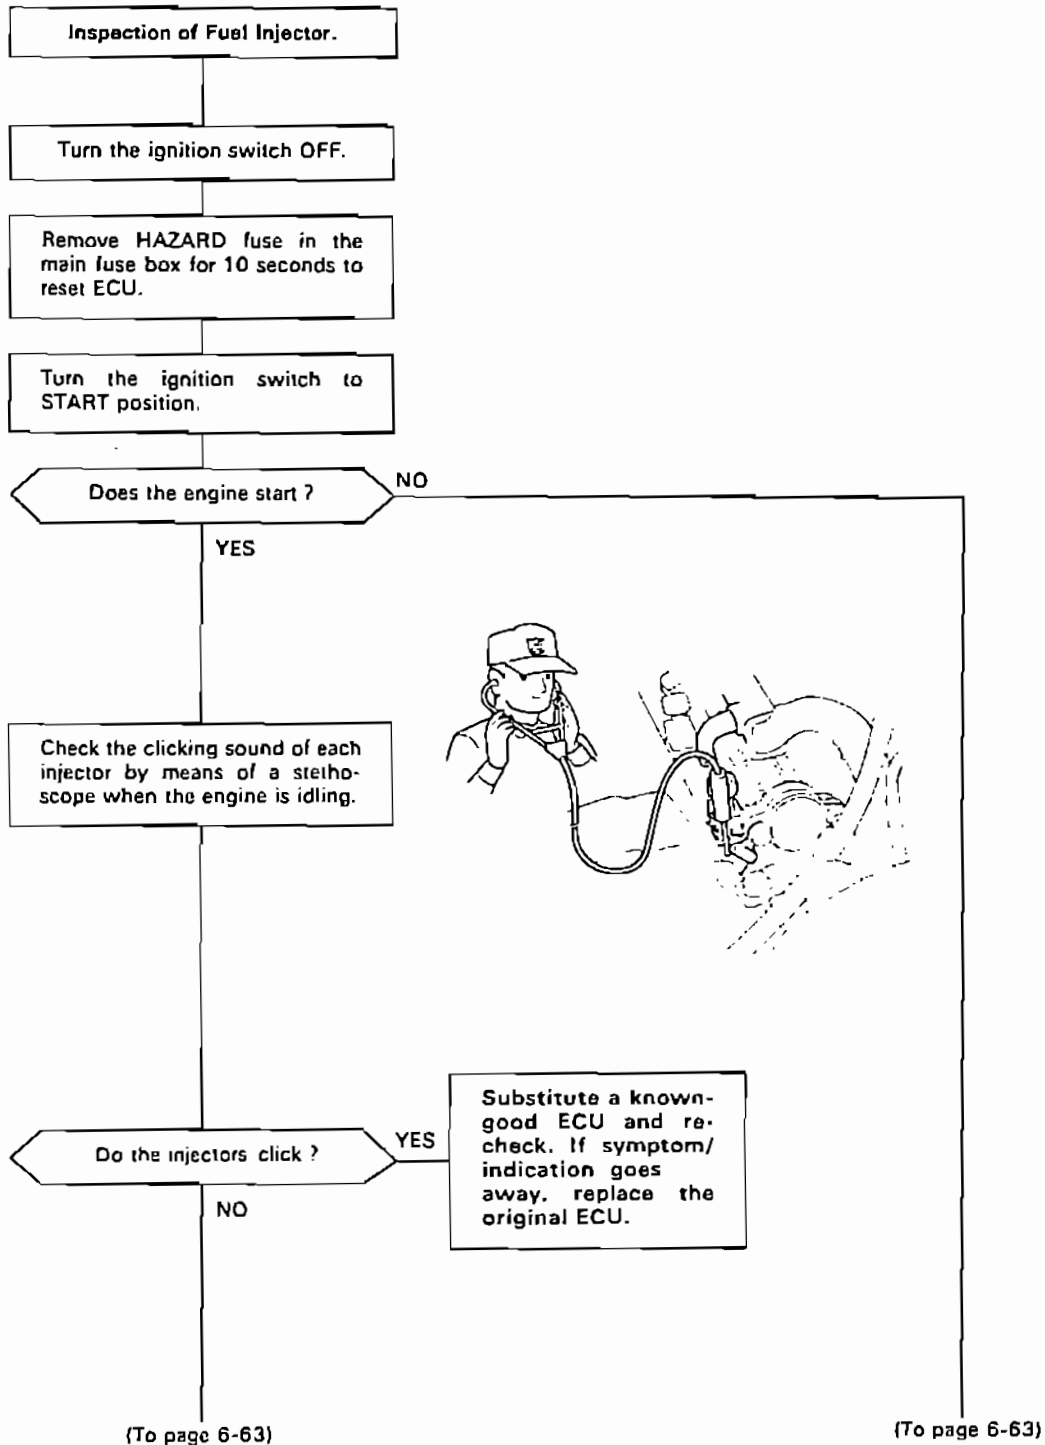 Inspection of Fuel Injector.
Turn the ignition switch OFF.
Remove HAZARD fuse in the
main fuse box for 10 seconds to
reset ECU.
Turn the ignition switch to
START position.
Does the engine start ?
NO
YES
Check the clicking sound of each
injector by means of a stetho-
scope when the engine is idling.
Do the injectors click ?
YES
Substitute a known-
good ECU and re-
check. If symptom/
indication goes
away, replace the
original ECU.
NO
(To page 6-63)
(To page 6-63)